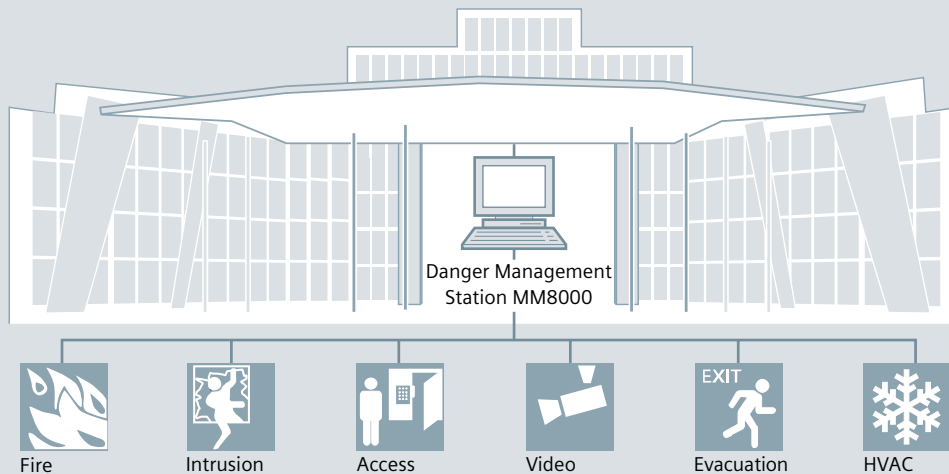 Danger Management
Station MM8000
EXIT
Fire
Intrusion
Access
Video
Evacuation
HVAC